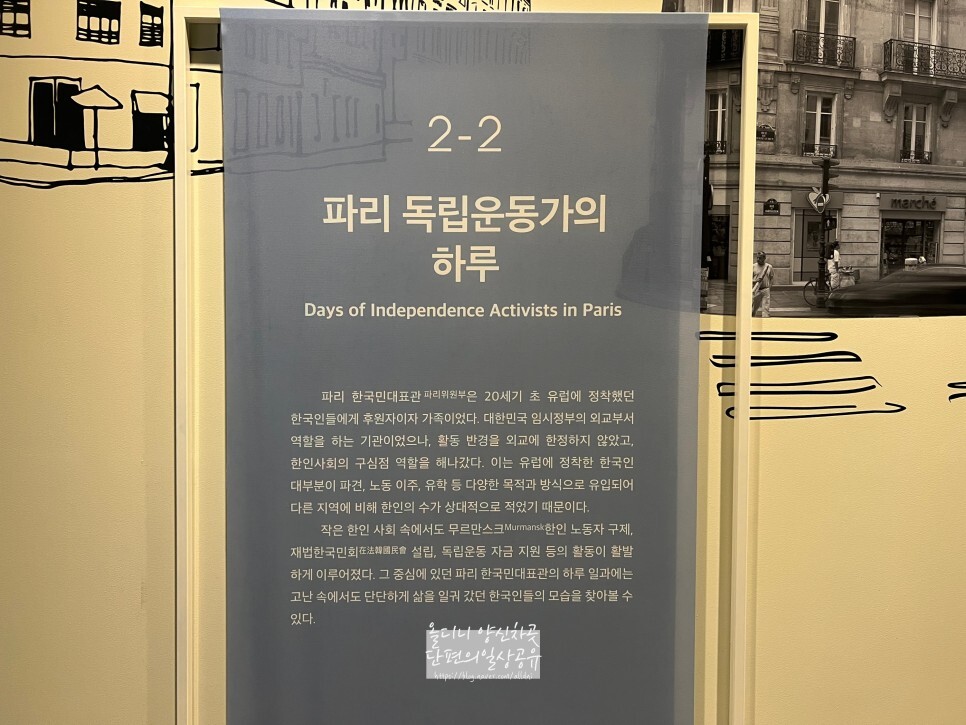 2-2
파리 독립운동가의
하루
Days of Independence Activists in Paris
파리 한국민대표관파리위원부은 20세기 초 유럽에 정착했던
한국인들에게 후원자이자 가족이었다. 대한민국 임시정부의 외교부서
역할을 하는 기관이었으나, 활동 반경을 외교에 한정하지 않았고,
한인사회의 구심점 역할을 해나갔다. 이는 유럽에 정착한 한국인
대부분이 파견, 노동 이주, 유학 등 다양한 목적과 방식으로 유입되어
다른 지역에 비해 한인의 수가 상대적으로 적었기 때문이다.
작은 한인 사회 속에서도 무르만스크Murmansk한인 노동자 구제,
재법한국민회在法韓國民會 설립, 독립운동 자금 지원 등의 활동이 활발
하게 이루어졌다. 그 중심에 있던 파리 한국민대표관의 하루 일과에는
고난 속에서도 단단하게 삶을 일궈 갔던 한국인들의 모습을 찾아볼 수
있다.
marché
올디니 양신차곶
단편의일상공유